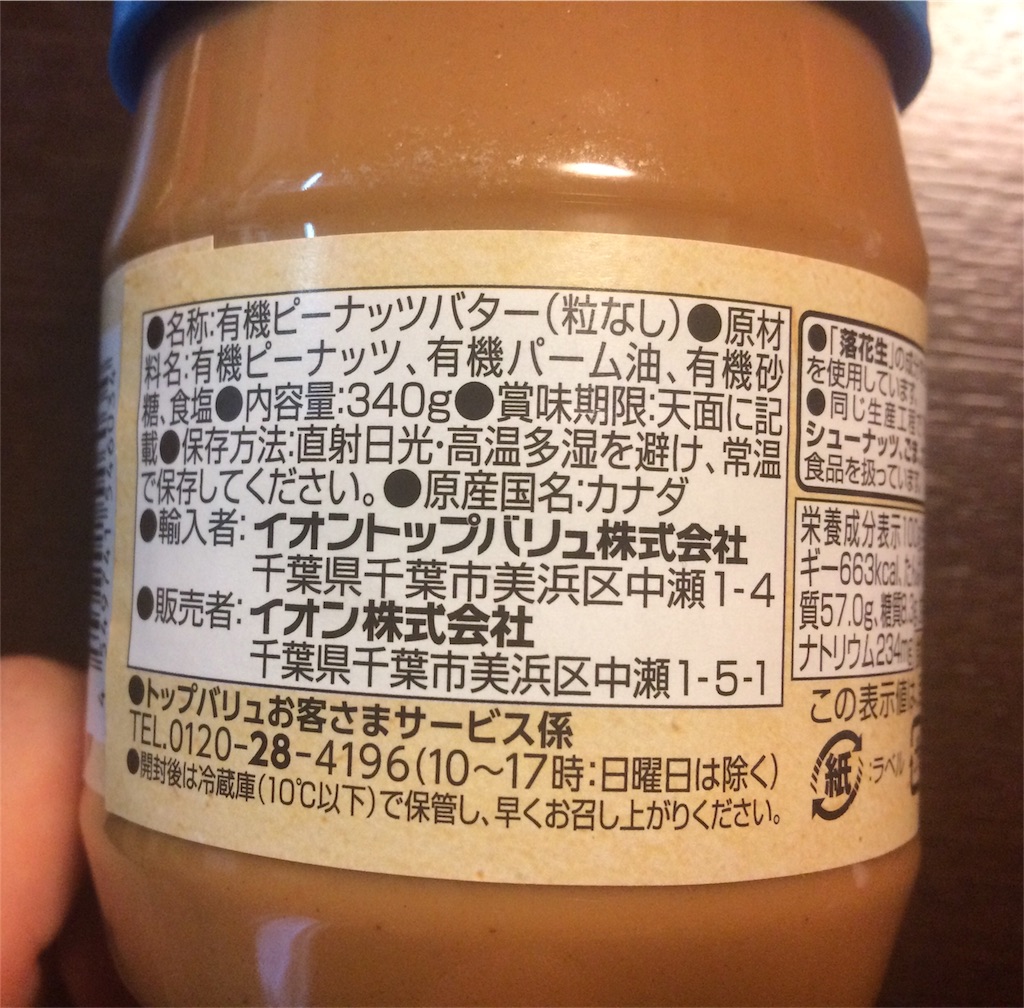 ●名称:有機ピーナッツバター(粒なし)●原材
料名:有機ピーナッツ、有機パーム油、有機砂
糖、食塩●内容量:340g●賞味期限:天面に記
載●保存方法:直射日光・高温多湿を避け、常温
で保存してください。●原産国名:カナダ
●輸入者:イオントップバリュ株式会社
千葉県千葉市美浜区中瀬1-4
●販売者:イオン株式会社
千葉県千葉市美浜区中瀬1-5-1
●トップバリュお客さまサービス係
TEL.0120-28-4196(10〜17時:日曜日は除く)
●開封後は冷蔵庫(10℃以下)で保管し、早くお召し上がりください。
●「落花生」の
を使用しています。
●同じ生産工
シューナッツ、ごま
食品を扱っています
栄養成分表示100
ギー663kcal、
質57.0g、糖質
ナトリウム234
この表示値は
紙:ラベル